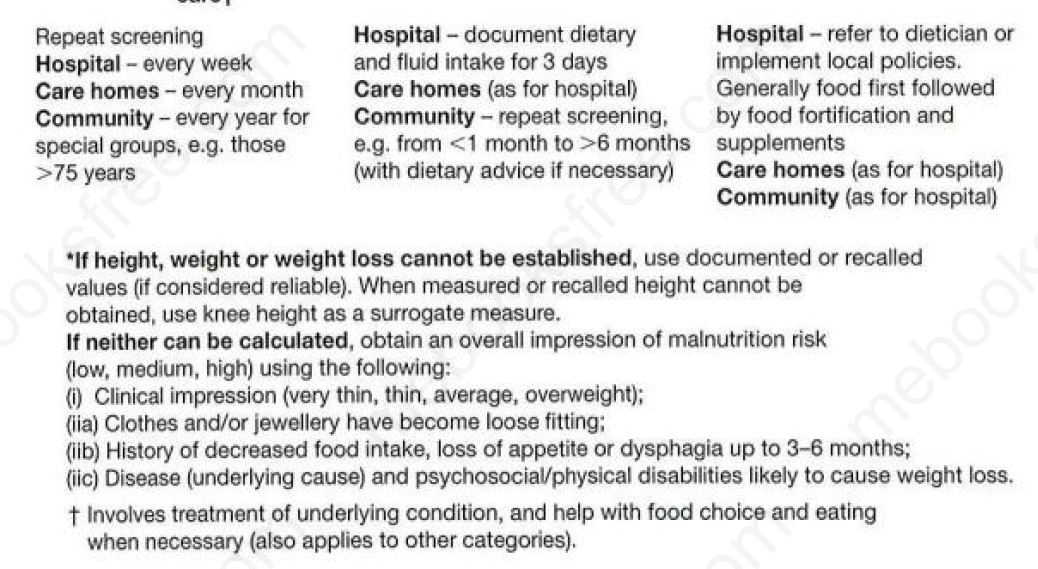 care†
Repeat screening
Hospital – every week
Care homes – every month
Community – every year for
special groups, e.g. those
>75 years
Hospital – document dietary
and fluid intake for 3 days
Care homes (as for hospital)
Community – repeat screening,
e.g. from <1 month to >6 months
(with dietary advice if necessary)
Hospital – refer to dietician or
implement local policies.
Generally food first followed
by food fortification and
supplements
Care homes (as for hospital)
Community (as for hospital)
*If height, weight or weight loss cannot be established, use documented or recalled
values (if considered reliable). When measured or recalled height cannot be
obtained, use knee height as a surrogate measure.
If neither can be calculated, obtain an overall impression of malnutrition risk
(low, medium, high) using the following:
(i) Clinical impression (very thin, thin, average, overweight);
(iia) Clothes and/or jewellery have become loose fitting;
(iib) History of decreased food intake, loss of appetite or dysphagia up to 3–6 months;
(iic) Disease (underlying cause) and psychosocial/physical disabilities likely to cause weight loss.
† Involves treatment of underlying condition, and help with food choice and eating
when necessary (also applies to other categories).